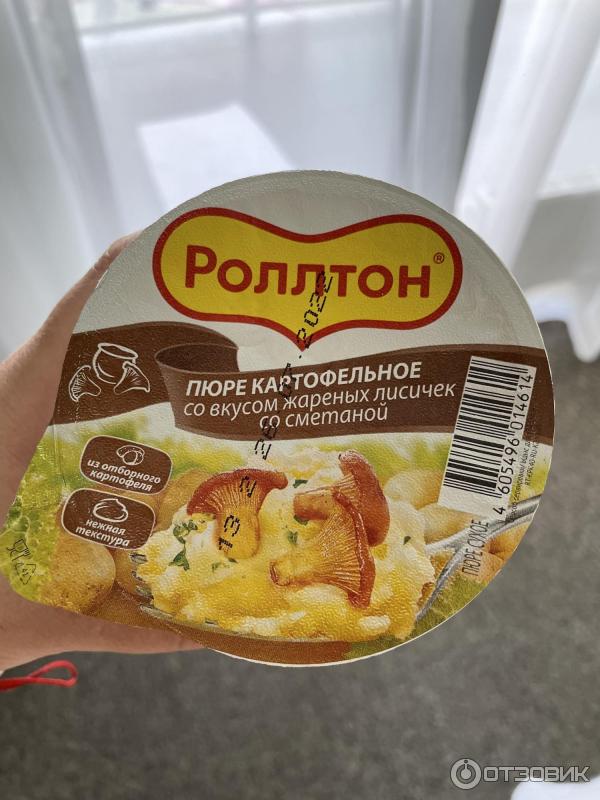 Роллтон®
ПЮРЕ КАРТОФЕЛЬНОЕ
со вкусом жареных лисичек
со сметаной
из отборного
картофеля
нежная
текстура
4 605496 014614
ПЮРЕ СУХОЕ
ОТЗОВИК